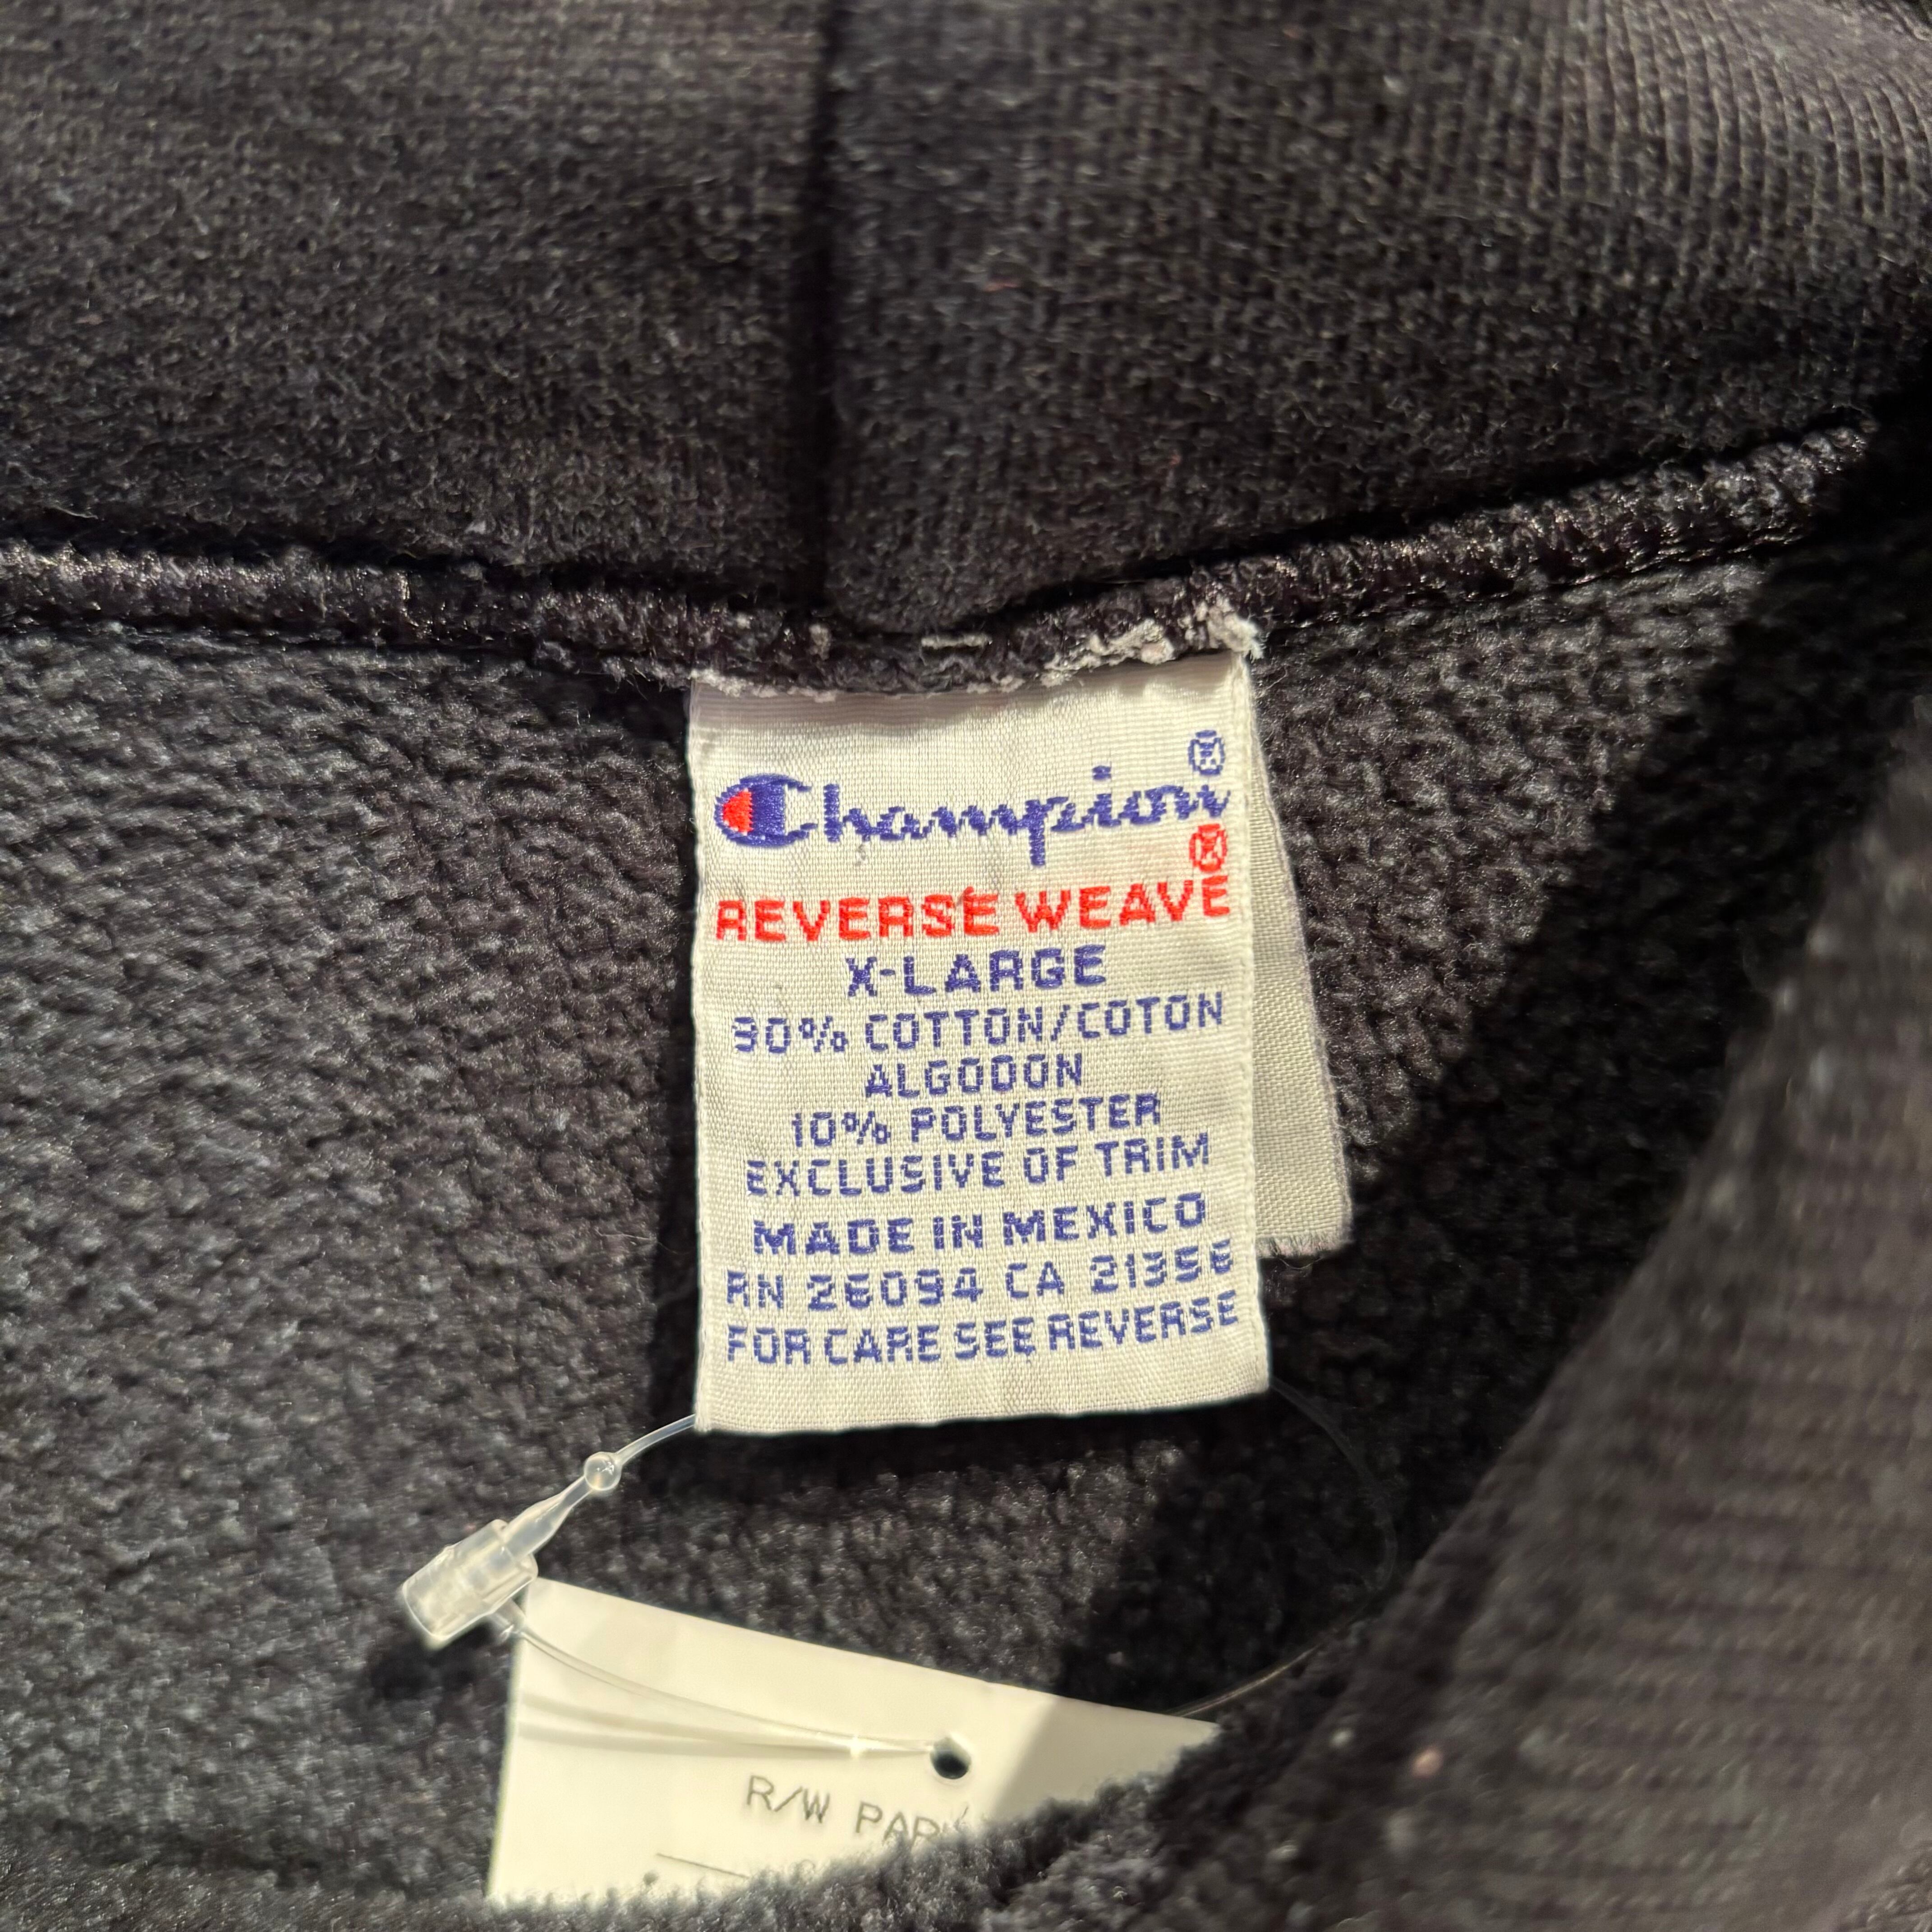 Champion®
REVERSE WEAVE®
X-LARGE
90% COTTON/COTON
ALGODON
10% POLYESTER
EXCLUSIVE OF TRIM
MADE IN MEXICO
RN 26094 CA 21356
FOR CARE SEE REVERSE
R/W